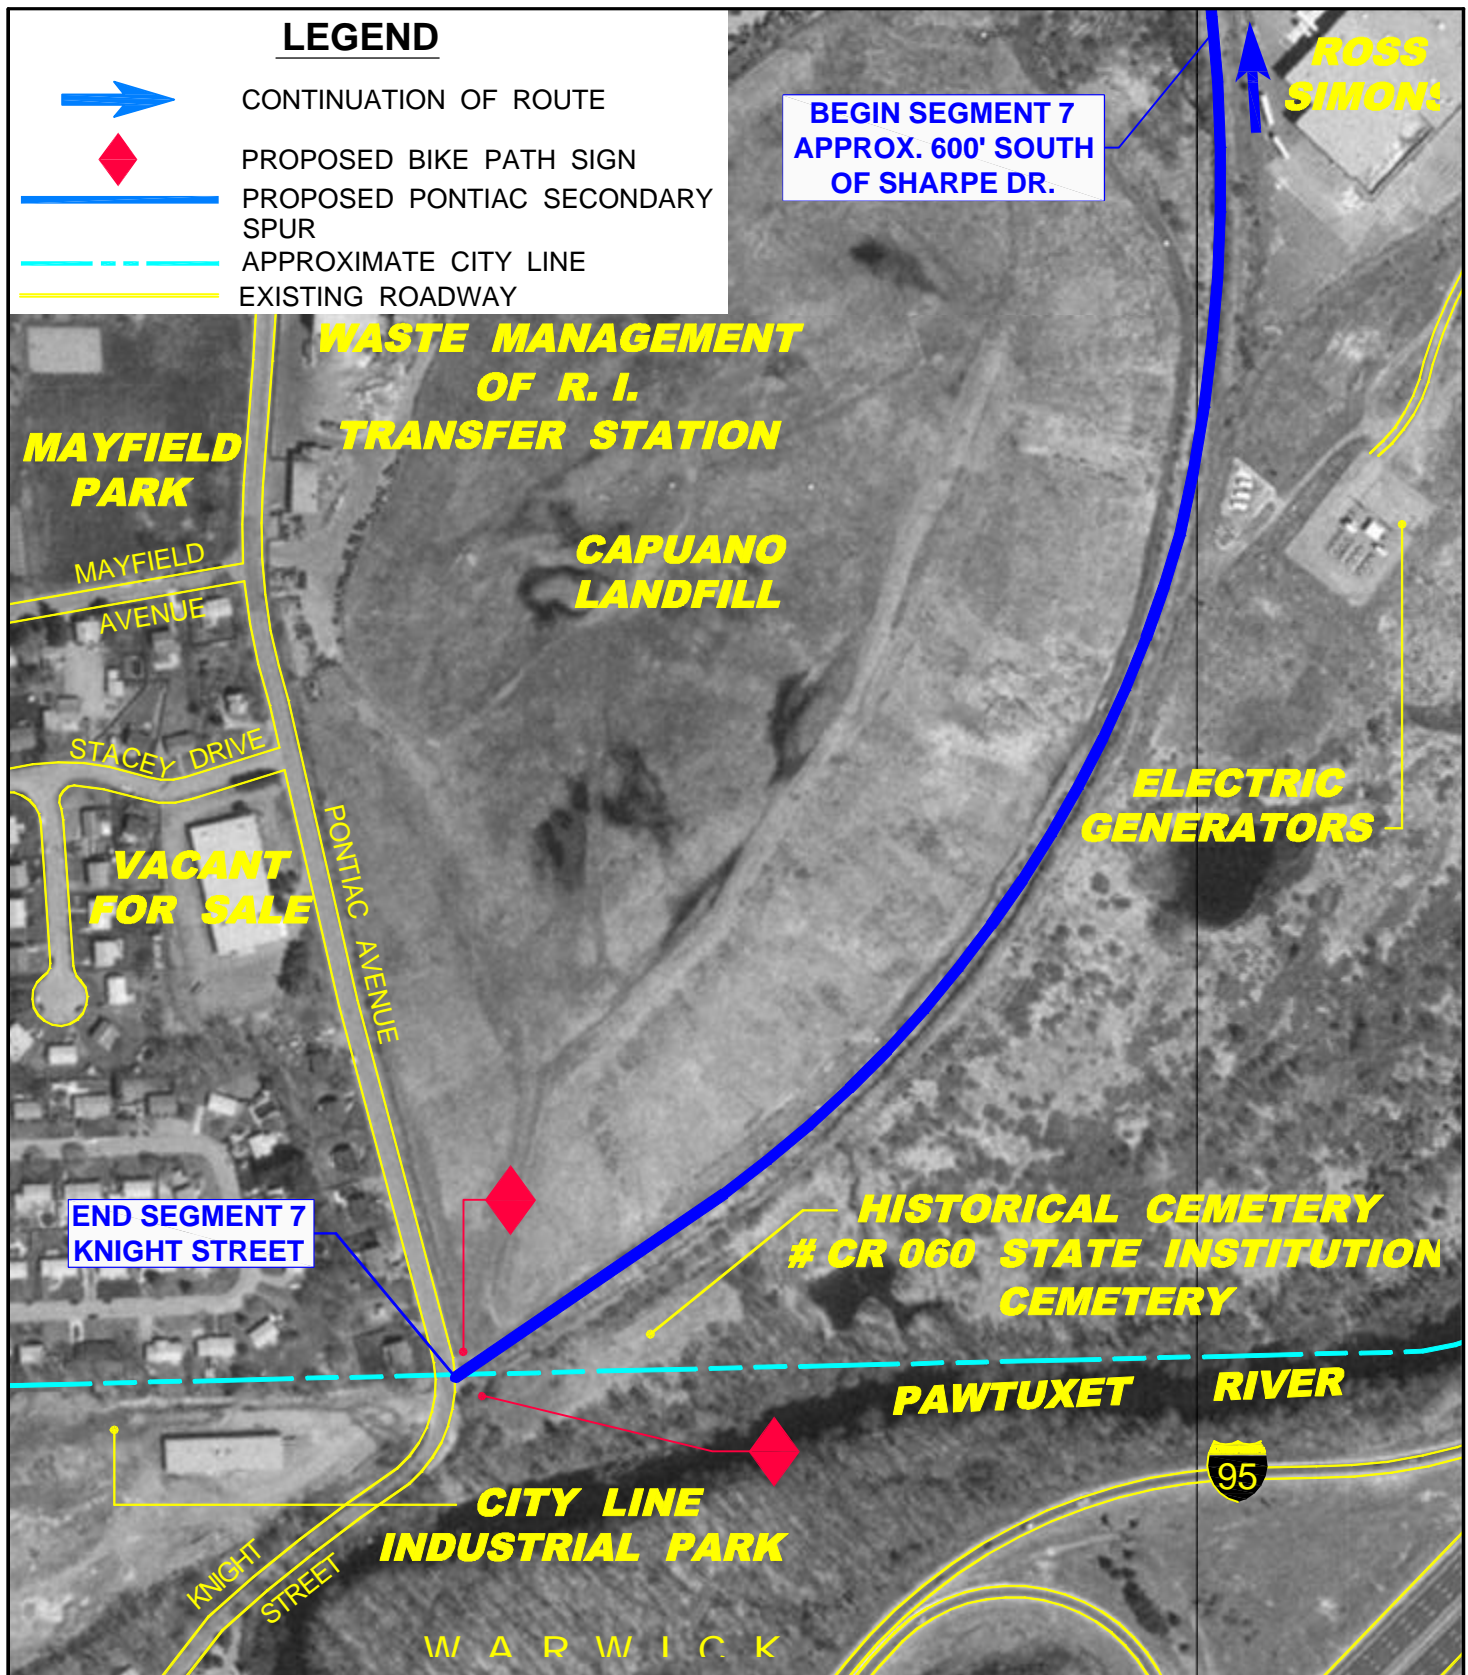 LEGEND
CONTINUATION OF ROUTE
PROPOSED BIKE PATH SIGN
PROPOSED PONTIAC SECONDARY
SPUR
APPROXIMATE CITY LINE
EXISTING ROADWAY
BEGIN SEGMENT 7
APPROX. 600' SOUTH
OF SHARPE DR.
ROSS
SIMONS
WASTE MANAGEMENT
OF R. I.
TRANSFER STATION
MAYFIELD
PARK
CAPUANO
LANDFILL
MAYFIELD
AVENUE
STACEY DRIVE
PONTIAC AVENUE
VACANT
FOR SALE
ELECTRIC
GENERATORS
END SEGMENT 7
KNIGHT STREET
HISTORICAL CEMETERY
# CR 060 STATE INSTITUTION
CEMETERY
PAWTUXET RIVER
95
CITY LINE
INDUSTRIAL PARK
KNIGHT
STREET
WARWICK